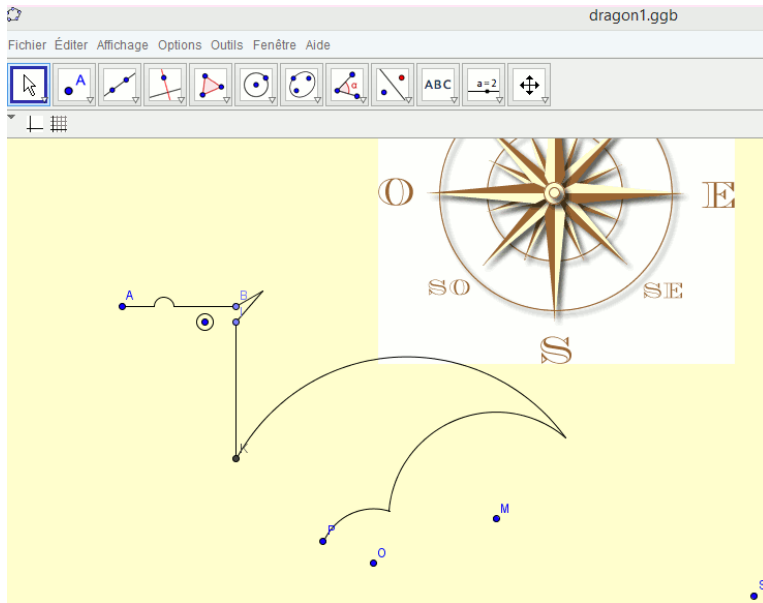 dragon1.ggb
Fichier Éditer Affichage Options Outils Fenêtre Aide
A α ABC a=2
O E
SO SE
S
A B
K
P O M
S